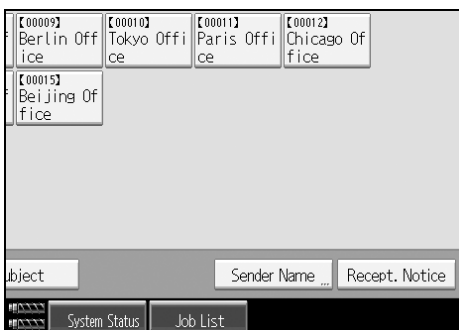 【00009】 【00010】 【00011】 【00012】
Berlin Off Tokyo Offi Paris Offi Chicago Of
ice ce ce fice
【00015】
Beijing Of
fice
ubject Sender Name ... Recept. Notice
System Status Job List